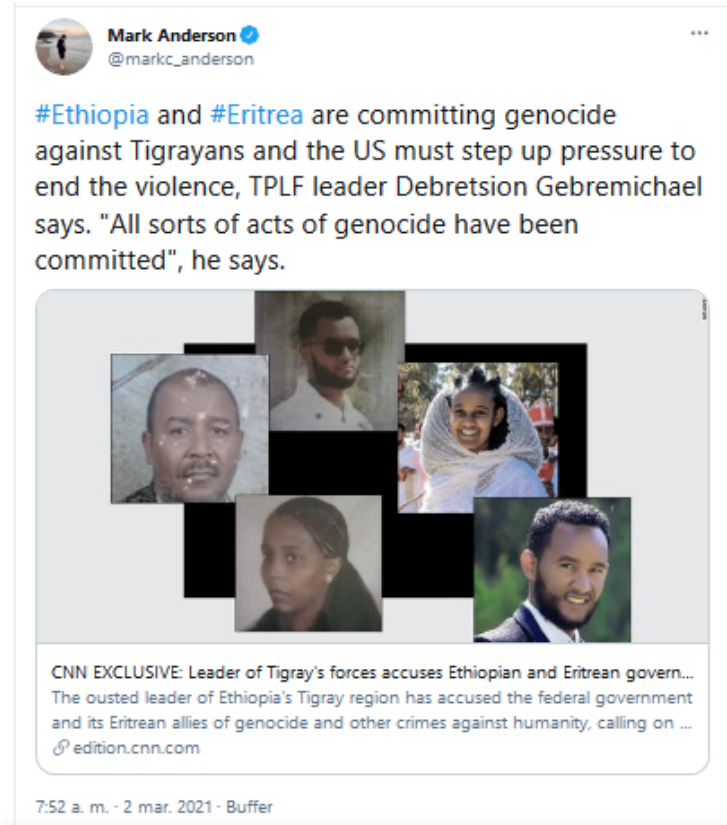 Mark Anderson
@markc_anderson
#Ethiopia and #Eritrea are committing genocide
against Tigrayans and the US must step up pressure to
end the violence, TPLF leader Debretsion Gebremichael
says. "All sorts of acts of genocide have been
committed", he says.
CNN EXCLUSIVE: Leader of Tigray's forces accuses Ethiopian and Eritrean govern...
The ousted leader of Ethiopia's Tigray region has accused the federal government
and its Eritrean allies of genocide and other crimes against humanity, calling on ...
edition.cnn.com
7:52 a. m. · 2 mar. 2021 · Buffer